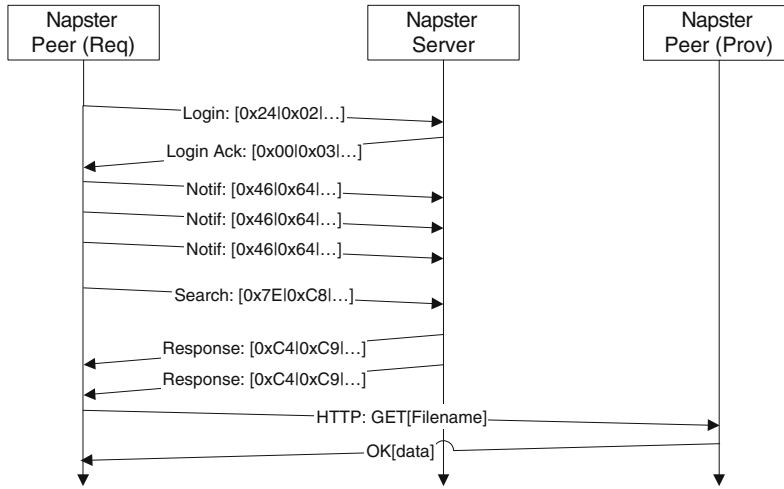 Napster
Peer (Req)
Napster
Server
Napster
Peer (Prov)
Login: [0x24|0x02|…]
Login Ack: [0x00|0x03|…]
Notif: [0x46|0x64|…]
Notif: [0x46|0x64|…]
Notif: [0x46|0x64|…]
Search: [0x7E|0xC8|…]
Response: [0xC4|0xC9|…]
Response: [0xC4|0xC9|…]
HTTP: GET[Filename]
OK[data]